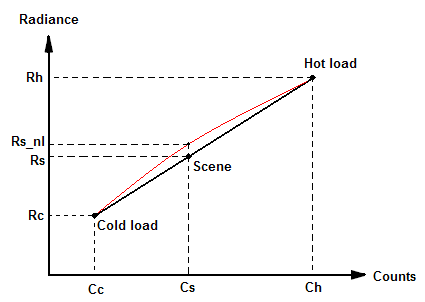 Radiance
Hot load
Rh
Rs_nl
Rs
Scene
Rc
Cold load
Counts
Cc
Cs
Ch